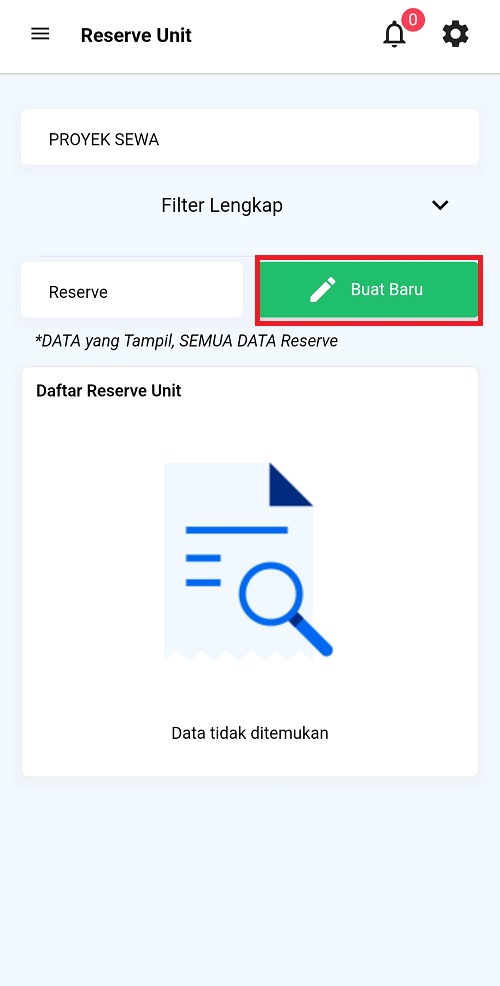 Reserve Unit
0
PROYEK SEWA
Filter Lengkap
Reserve
Buat Baru
*DATA yang Tampil, SEMUA DATA Reserve
Daftar Reserve Unit
Data tidak ditemukan